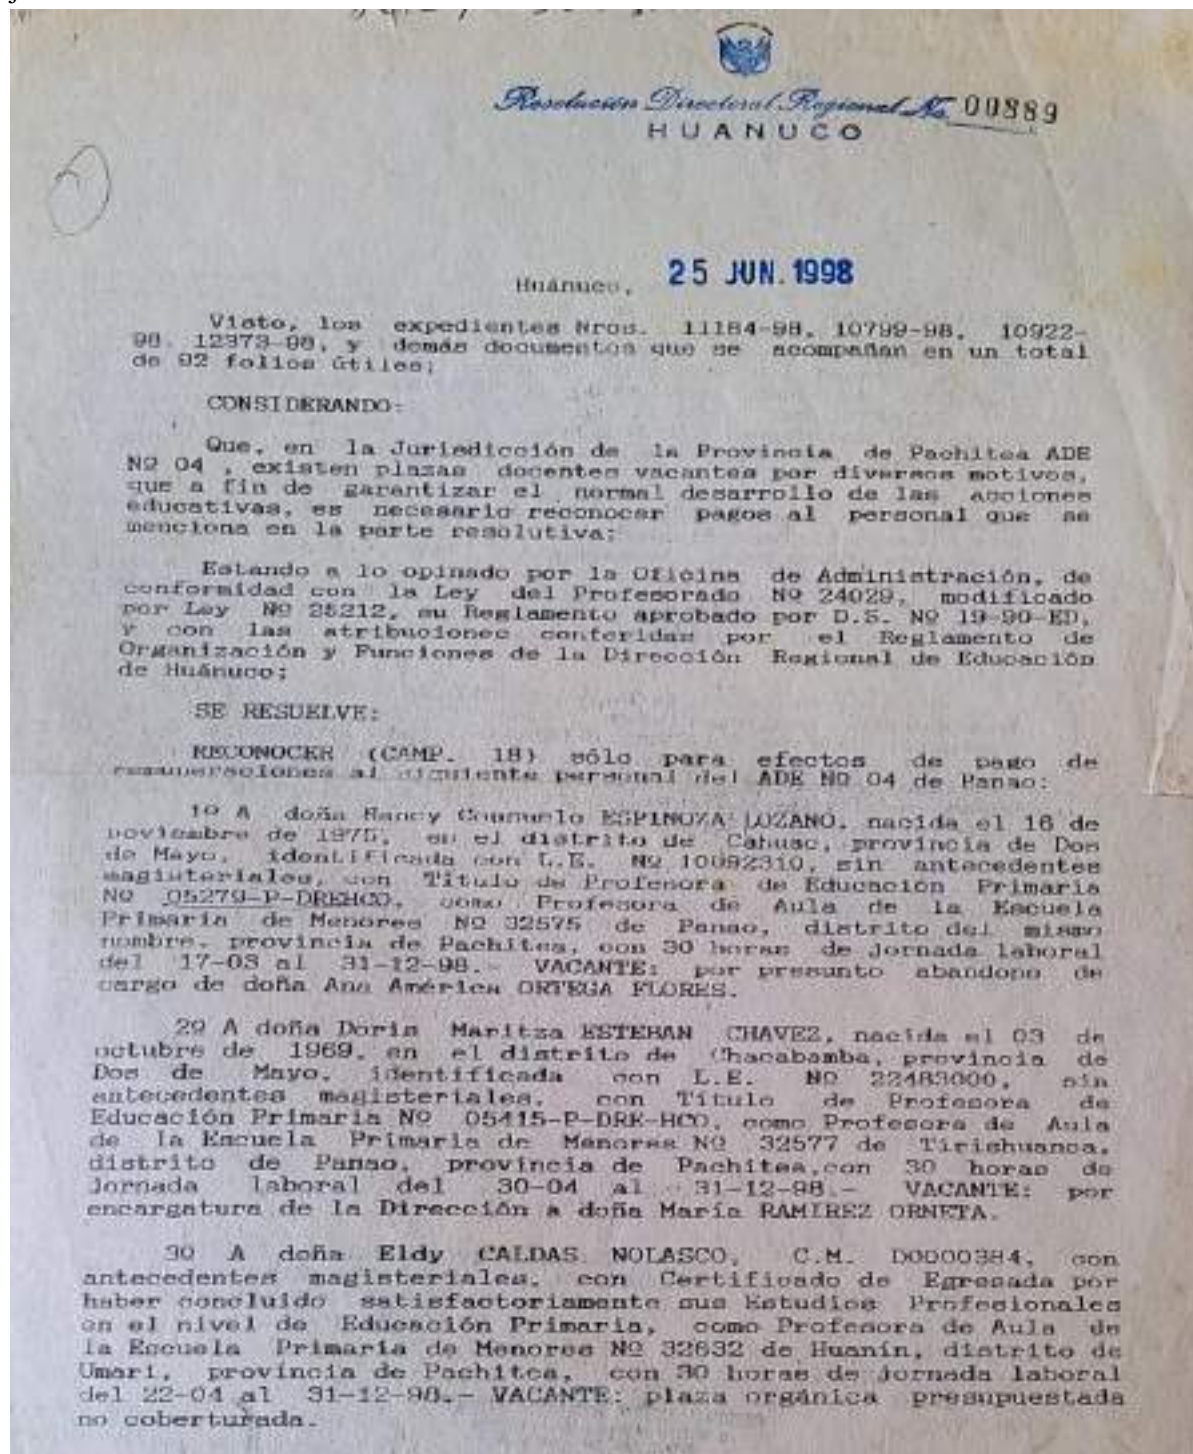 Resolución Directoral Regional No. 00889
HUANUCO
Huánuco, 25 JUN. 1998
Visto, los expedientes Nros. 11184-98, 10799-98, 10922-
98, 12373-98, y demás documentos que se acompañan en un total
de 92 folios útiles;
CONSIDERANDO:
Que, en la Jurisdicción de la Provincia de Pachitea ADE
Nº 04 , existen plazas docentes vacantes por diversos motivos,
que a fin de garantizar el normal desarrollo de las acciones
educativas, es necesario reconocer pagos al personal que se
menciona en la parte resolutiva;
Estando a lo opinado por la Oficina de Administración, de
conformidad con la Ley del Profesorado Nº 24029, modificado
por Ley Nº 25212, su Reglamento aprobado por D.S. Nº 19-90-ED,
y con las atribuciones conferidas por el Reglamento de
Organización y Funciones de la Dirección Regional de Educación
de Huánuco;
SE RESUELVE:
RECONOCER (CAMP. 18) sólo para efectos de pago de
remuneraciones al siguiente personal del ADE Nº 04 de Panao:
1º A doña Nancy Consuelo ESPINOZA LOZANO, nacida el 16 de
noviembre de 1975, en el distrito de Cahuac, provincia de Dos
de Mayo, identificada con L.E. Nº 10092310, sin antecedentes
magisteriales, con Título de Profesora de Educación Primaria
Nº 05279-P-DREHCO, como Profesora de Aula de la Escuela
Primaria de Menores Nº 32575 de Panao, distrito del mismo
nombre, provincia de Pachitea, con 30 horas de jornada laboral
del 17-03 al 31-12-98.- VACANTE: por presunto abandono de
cargo de doña Ana América ORTEGA FLORES.
2º A doña Doris Maritza ESTEBAN CHAVEZ, nacida el 03 de
octubre de 1969, en el distrito de Chacabamba, provincia de
Dos de Mayo, identificada con L.E. Nº 22483000, sin
antecedentes magisteriales, con Título de Profesora de
Educación Primaria Nº 05415-P-DRE-HCO, como Profesora de Aula
de la Escuela Primaria de Menores Nº 32577 de Tirishuanca,
distrito de Panao, provincia de Pachitea,con 30 horas de
Jornada laboral del 30-04 al 31-12-98.- VACANTE: por
encargatura de la Dirección a doña María RAMIREZ ORNETA.
3º A doña Eldy CALDAS NOLASCO, C.M. D0000384, con
antecedentes magisteriales, con Certificado de Egresada por
haber concluido satisfactoriamente sus Estudios Profesionales
en el nivel de Educación Primaria, como Profesora de Aula de
la Escuela Primaria de Menores Nº 32632 de Huanin, distrito de
Umari, provincia de Pachitea, con 30 horas de jornada laboral
del 22-04 al 31-12-98.- VACANTE: plaza orgánica presupuestada
no coberturada.